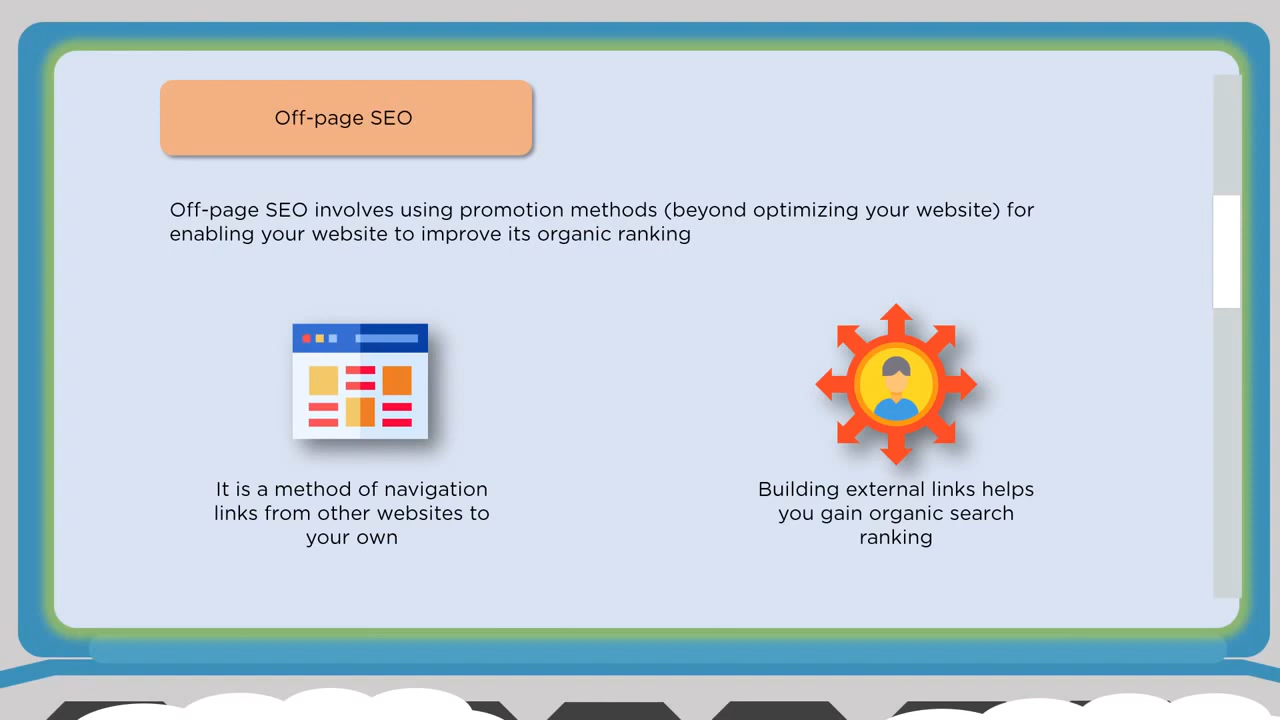 Off-page SEO
Off-page SEO involves using promotion methods (beyond optimizing your website) for
enabling your website to improve its organic ranking
It is a method of navigation
links from other websites to
your own
Building external links helps
you gain organic search
ranking